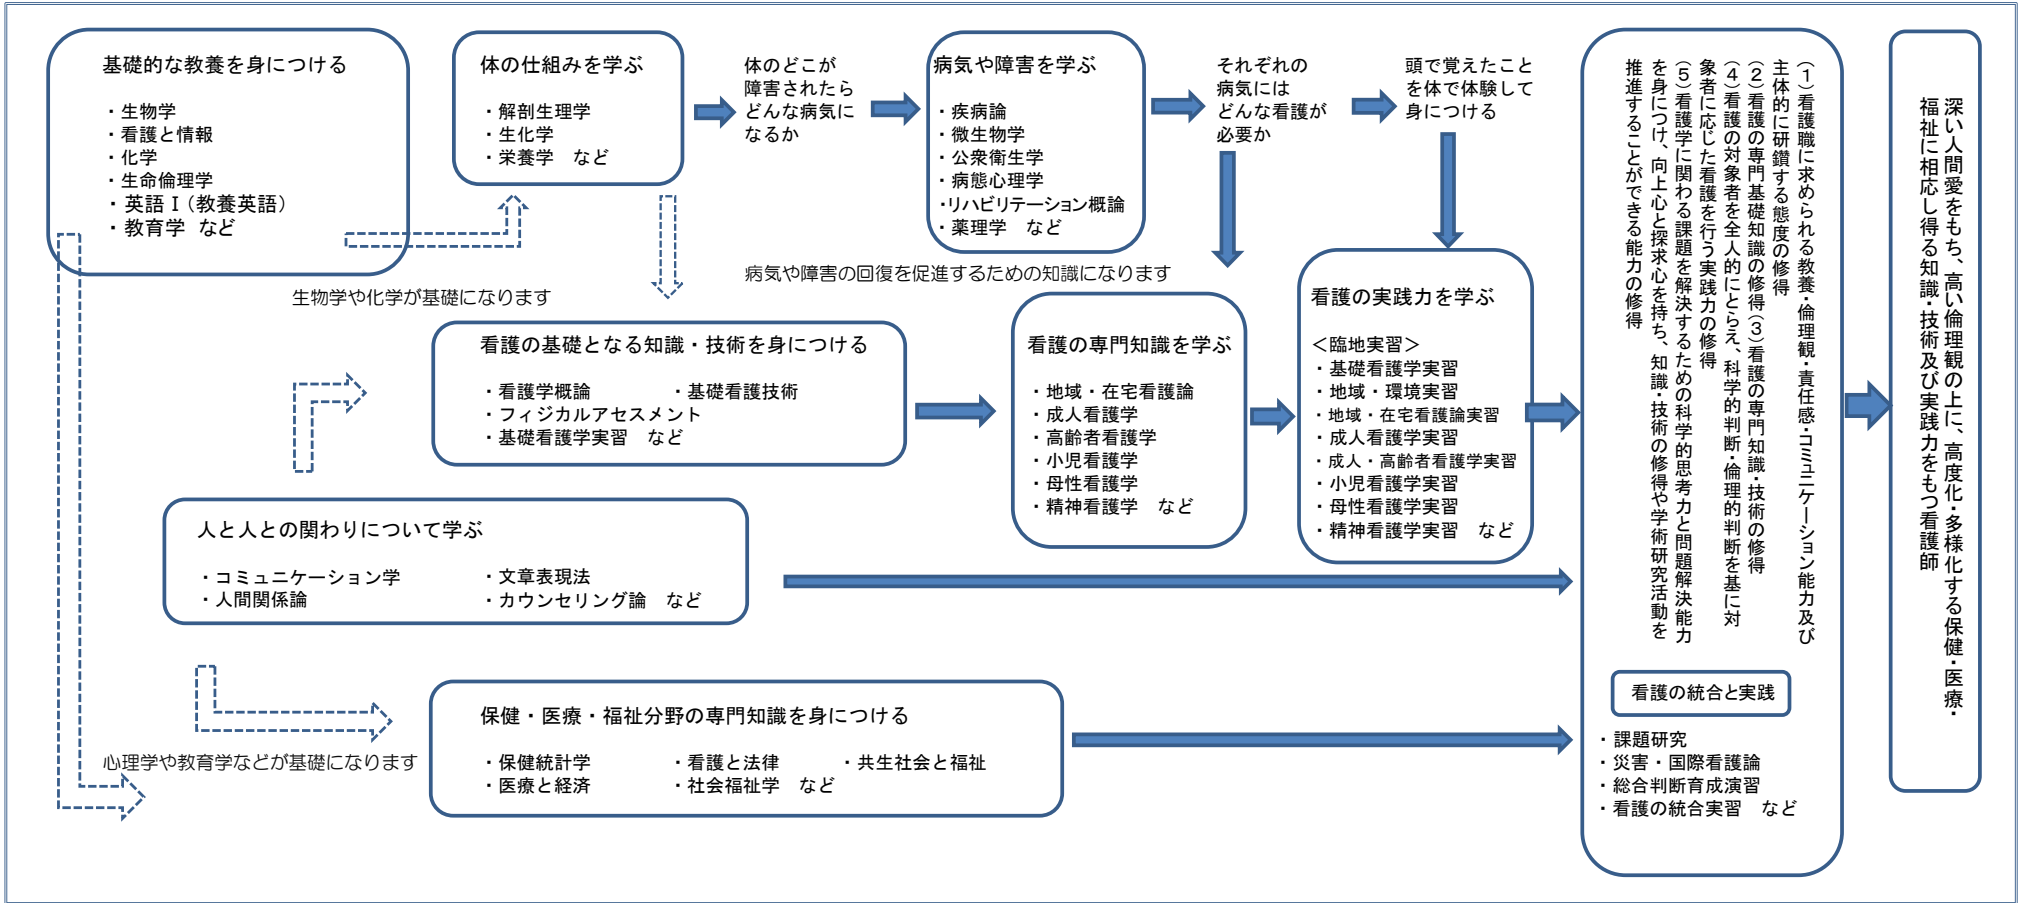 基礎的な教養を身につける
・生物学
・看護と情報
・化学
・生命倫理学
・英語Ⅰ（教養英語）
・教育学 など
体の仕組みを学ぶ
・解剖生理学
・生化学
・栄養学 など
体のどこが
障害されたら
どんな病気に
なるか
病気や障害を学ぶ
・疾病論
・微生物学
・公衆衛生学
・病態心理学
・リハビリテーション概論
・薬理学 など
それぞれの
病気には
どんな看護が
必要か
頭で覚えたこと
を体で体験して
身につける
生物学や化学が基礎になります
病気や障害の回復を促進するための知識になります
看護の基礎となる知識・技術を身につける
・看護学概論 ・基礎看護技術
・フィジカルアセスメント
・基礎看護学実習 など
看護の専門知識を学ぶ
・地域・在宅看護論
・成人看護学
・高齢者看護学
・小児看護学
・母性看護学
・精神看護学 など
看護の実践力を学ぶ
＜臨地実習＞
・基礎看護学実習
・地域・環境実習
・地域・在宅看護論実習
・成人看護学実習
・成人・高齢者看護学実習
・小児看護学実習
・母性看護学実習
・精神看護学実習 など
人と人との関わりについて学ぶ
・コミュニケーション学 ・文章表現法
・人間関係論 ・カウンセリング論 など
心理学や教育学などが基礎になります
保健・医療・福祉分野の専門知識を身につける
・保健統計学 ・看護と法律 ・共生社会と福祉
・医療と経済 ・社会福祉学 など
（１）看護職に求められる教養・倫理観・責任感・コミュニケーション能力及び
主体的に研鑽する態度の修得
（２）看護の専門基礎知識の修得（３）看護の専門知識・技術の修得
（４）看護の対象者を全人的にとらえ、科学的判断・倫理的判断を基に対
象者に応じた看護を行う実践力の修得
（５）看護学に関わる課題を解決するための科学的思考力と問題解決能力
を身につけ、向上心と探求心を持ち、知識・技術の修得や学術研究活動を
推進することができる能力の修得
看護の統合と実践
・課題研究
・災害・国際看護論
・総合判断育成演習
・看護の統合実習 など
深い人間愛をもち、高い倫理観の上に、高度化・多様化する保健・医療・
福祉に相応し得る知識・技術及び実践力をもつ看護師